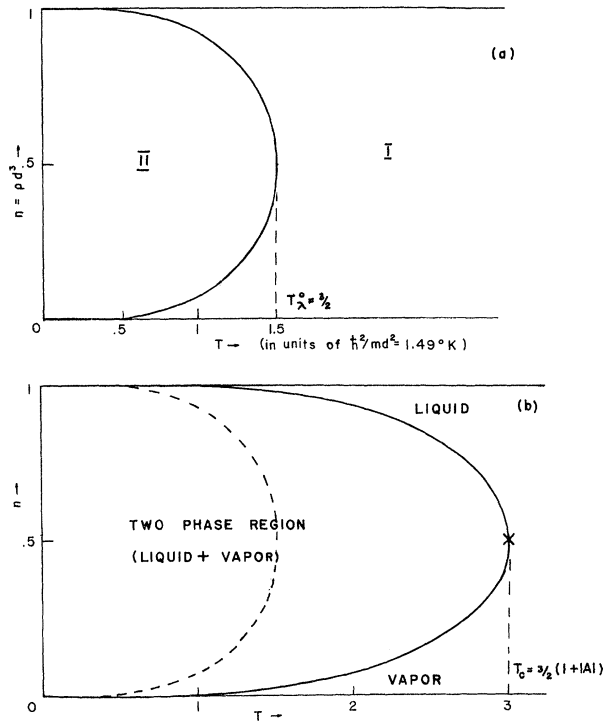 1
(a)
n = ρd³ →
.5
II
I
T°λ = 3/2
0
.5
1
1.5
T → (in units of ħ²/md² = 1.49°K)
1
LIQUID
(b)
n →
TWO PHASE REGION
(LIQUID + VAPOR)
.5
Tc = 3/2 (1+|A|)
VAPOR
0
1
2
3
T →